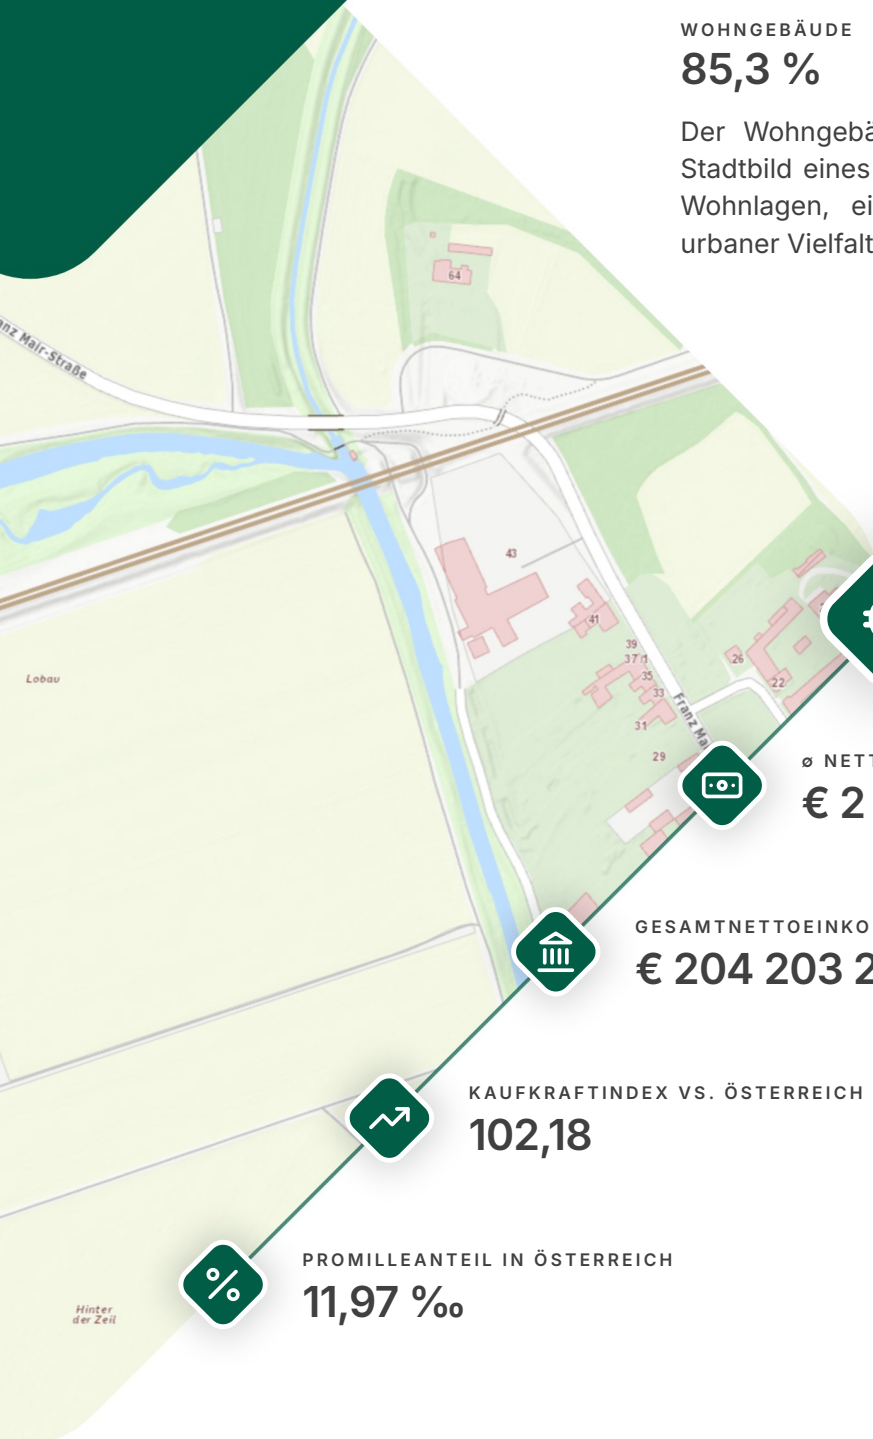 WOHNGEBÄUDE
85,3 %
Der Wohngebä
Stadtbild eines
Wohnlagen, ei
urbaner Vielfalt
64
anz Mair-Straße
43
41
39
37
35
33
31
29
26
22
Lobau
Franz Ma
ø NETT
€ 2
GESAMTNETTOEINKO
€ 204 203 2
KAUFKRAFTINDEX VS. ÖSTERREICH
102,18
PROMILLEANTEIL IN ÖSTERREICH
11,97 ‰
Hinter
der Zeil